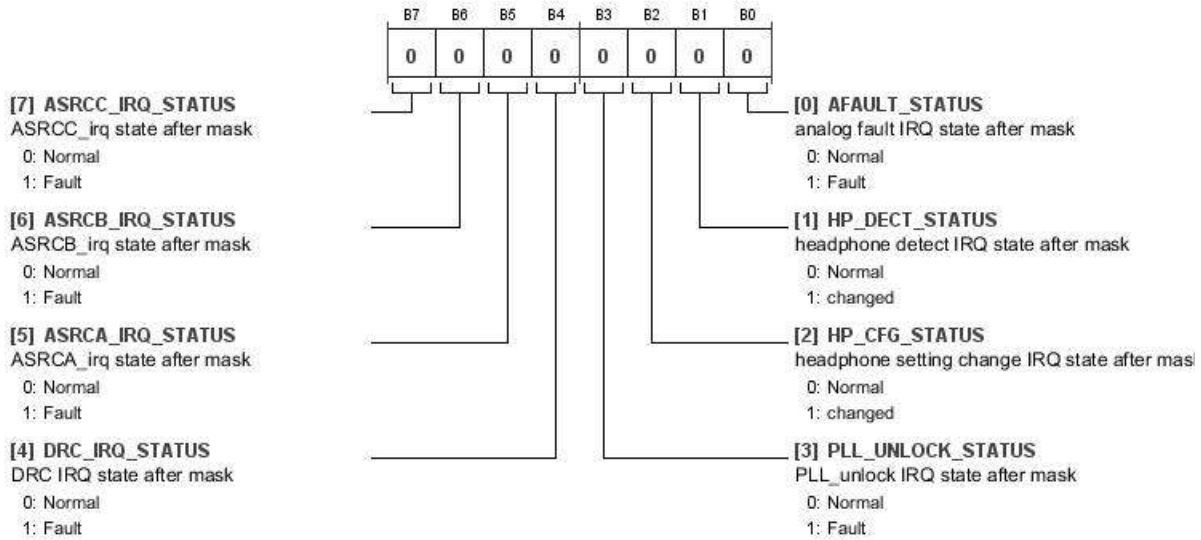 B7 B6 B5 B4 B3 B2 B1 B0
0 0 0 0 0 0 0 0
[7] ASRCC_IRQ_STATUS
ASRCC_irq state after mask
0: Normal
1: Fault
[6] ASRCB_IRQ_STATUS
ASRCB_irq state after mask
0: Normal
1: Fault
[5] ASRCA_IRQ_STATUS
ASRCA_irq state after mask
0: Normal
1: Fault
[4] DRC_IRQ_STATUS
DRC IRQ state after mask
0: Normal
1: Fault
[0] AFAULT_STATUS
analog fault IRQ state after mask
0: Normal
1: Fault
[1] HP_DECT_STATUS
headphone detect IRQ state after mask
0: Normal
1: changed
[2] HP_CFG_STATUS
headphone setting change IRQ state after mas
0: Normal
1: changed
[3] PLL_UNLOCK_STATUS
PLL_unlock IRQ state after mask
0: Normal
1: Fault